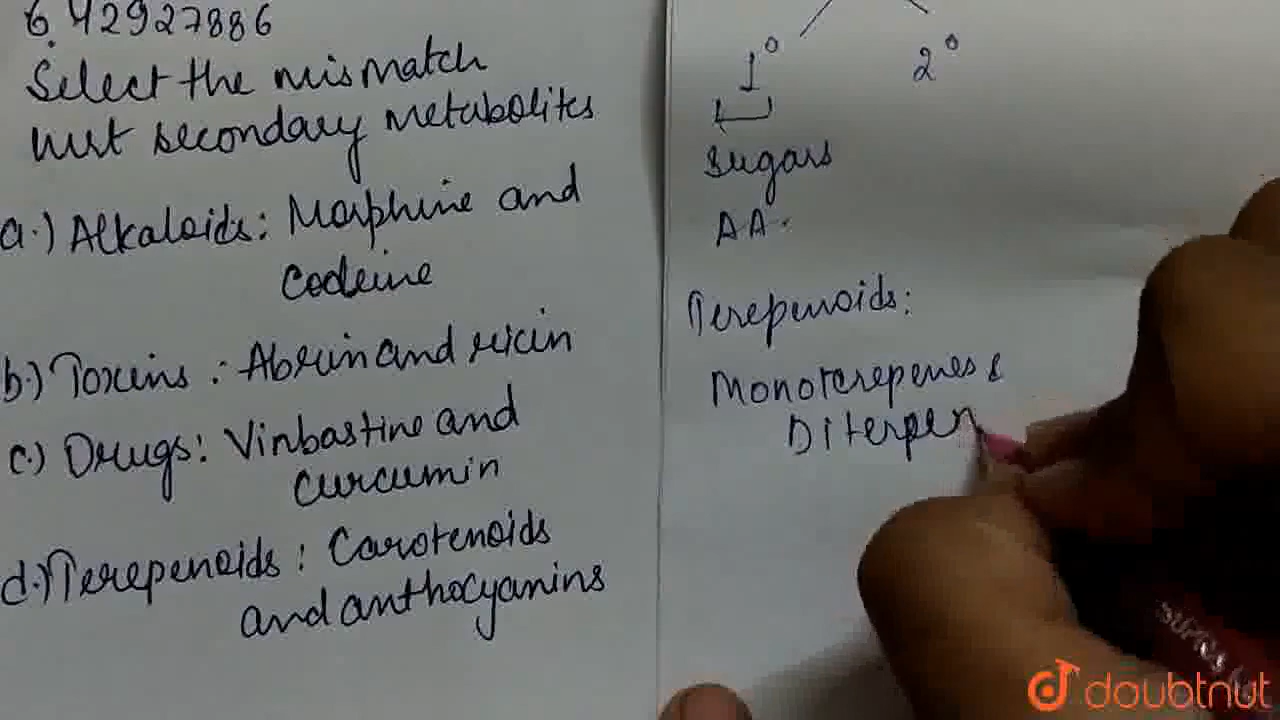 6.42927886
Select the mismatch
wrt secondary metabolites
a.) Alkaloids: Morphine and
codeine
b.) Toxins: Abrin and ricin
c.) Drugs: Vinbastine and
curcumin
d.) Terepenoids: Carotenoids
and anthocyanins
1° 2°
Sugars
AA.
Terepenoids:
Monoterepenes &
Diterpen
doubtnut